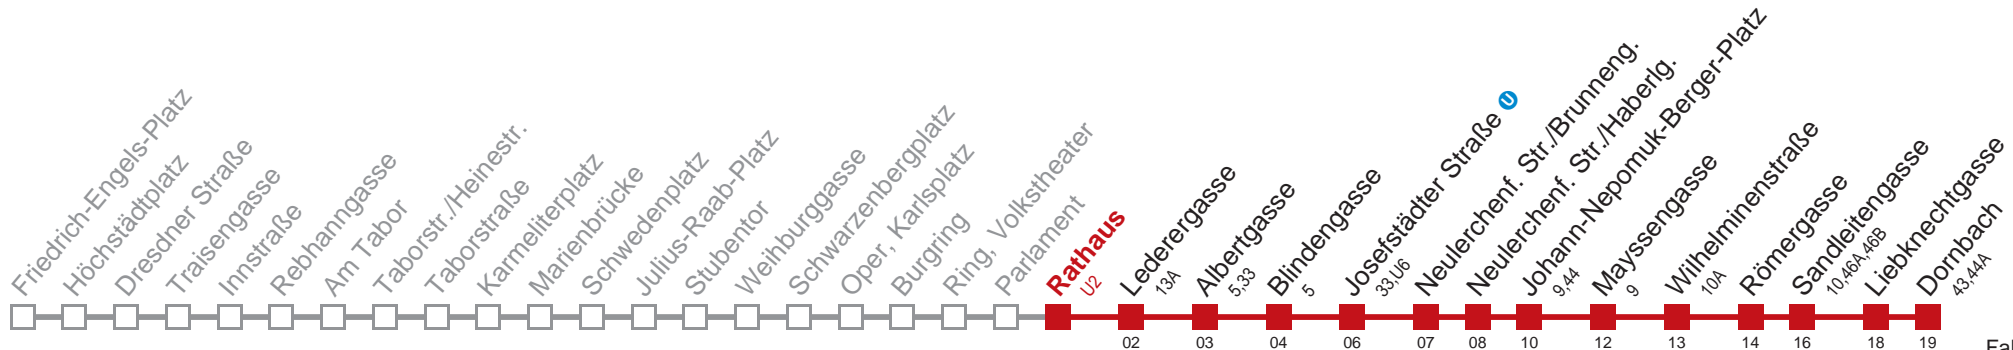 Friedrich-Engels-Platz
Höchstädtplatz
Dresdner Straße
Traisengasse
Innstraße
Rebhanngasse
Am Tabor
Taborstr./Heinestr.
Taborstraße
Karmeliterplatz
Marienbrücke
Schwedenplatz
Julius-Raab-Platz
Stubentor
Weihburggasse
Schwarzenbergplatz
Oper, Karlsplatz
Burgring
Ring, Volkstheater
Parlament
Rathaus
U2
Lederergasse
13A
Albertgasse
5,33
Blindengasse
5
Josefstädter Straße U
33,U6
Neulerchenf. Str./Brunneng.
Neulerchenf. Str./Haberlg.
Johann-Nepomuk-Berger-Platz
9,44
Mayssengasse
9
Wilhelminenstraße
10A
Römergasse
Sandleitengasse
10,46A,46B
Liebknechtgasse
Dornbach
43,44A
02 03 04 06 07 08 10 12 13 14 16 18 19